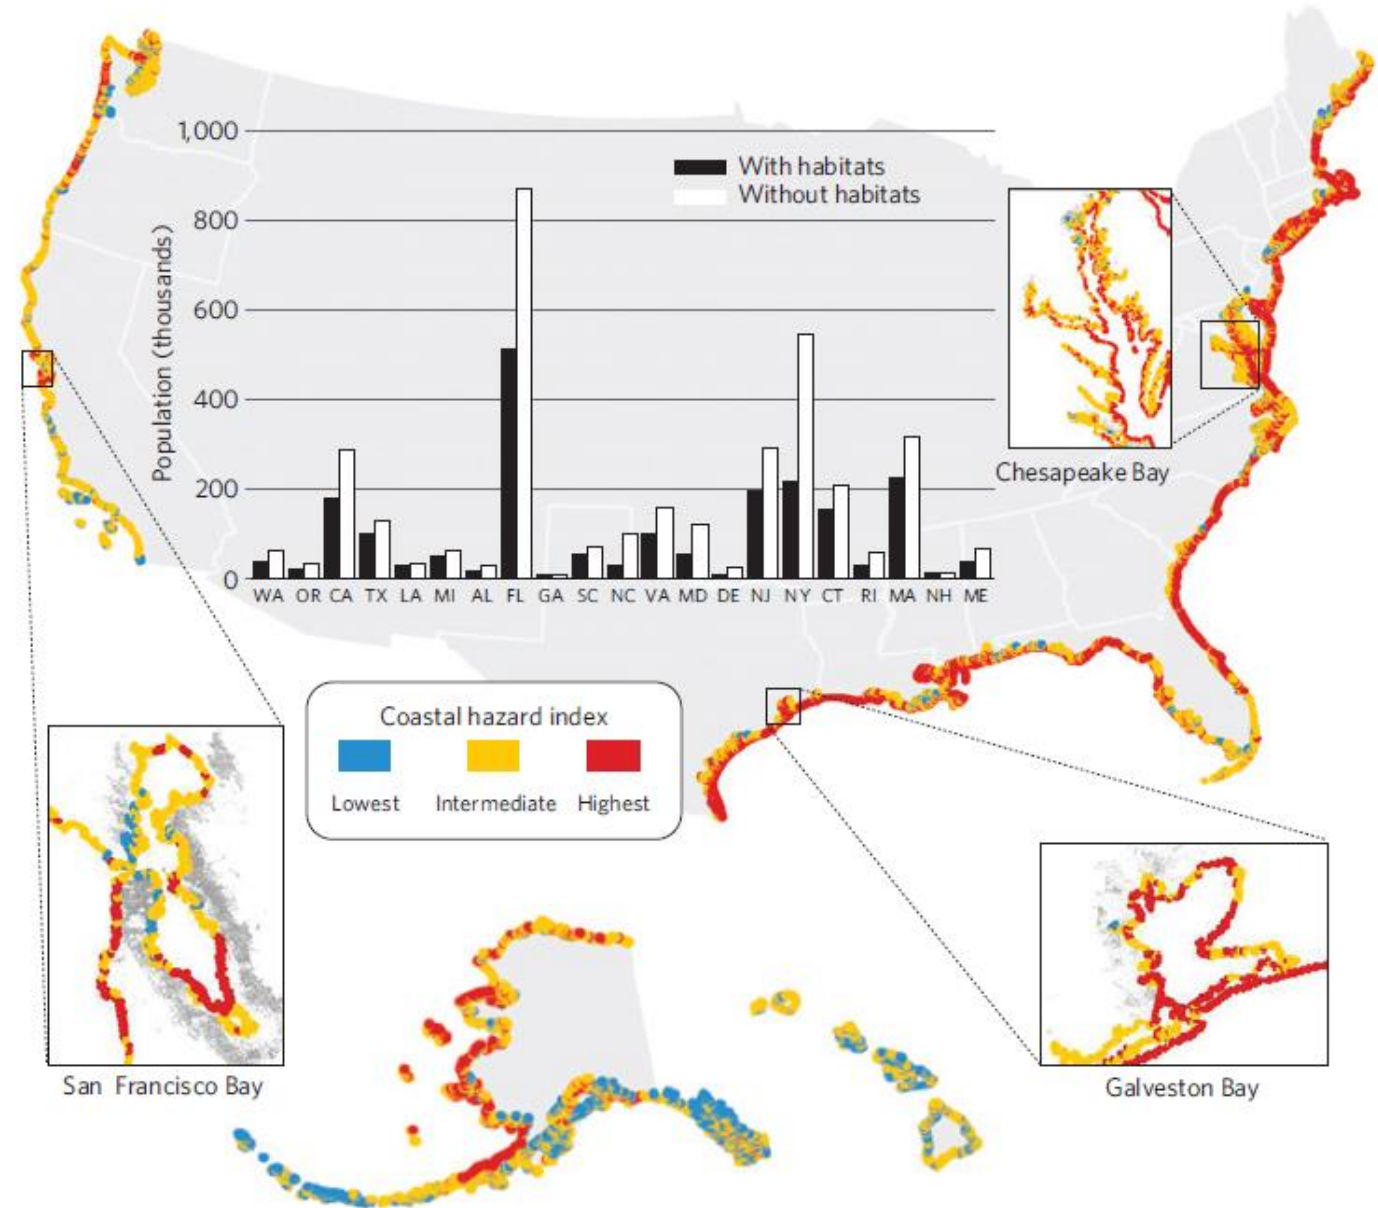 1,000
With habitats
Without habitats
800
600
400
200
0
Population (thousands)
WA OR CA TX LA MI AL FL GA SC NC VA MD DE NJ NY CT RI MA NH ME
Chesapeake Bay
Coastal hazard index
Lowest Intermediate Highest
San Francisco Bay
Galveston Bay